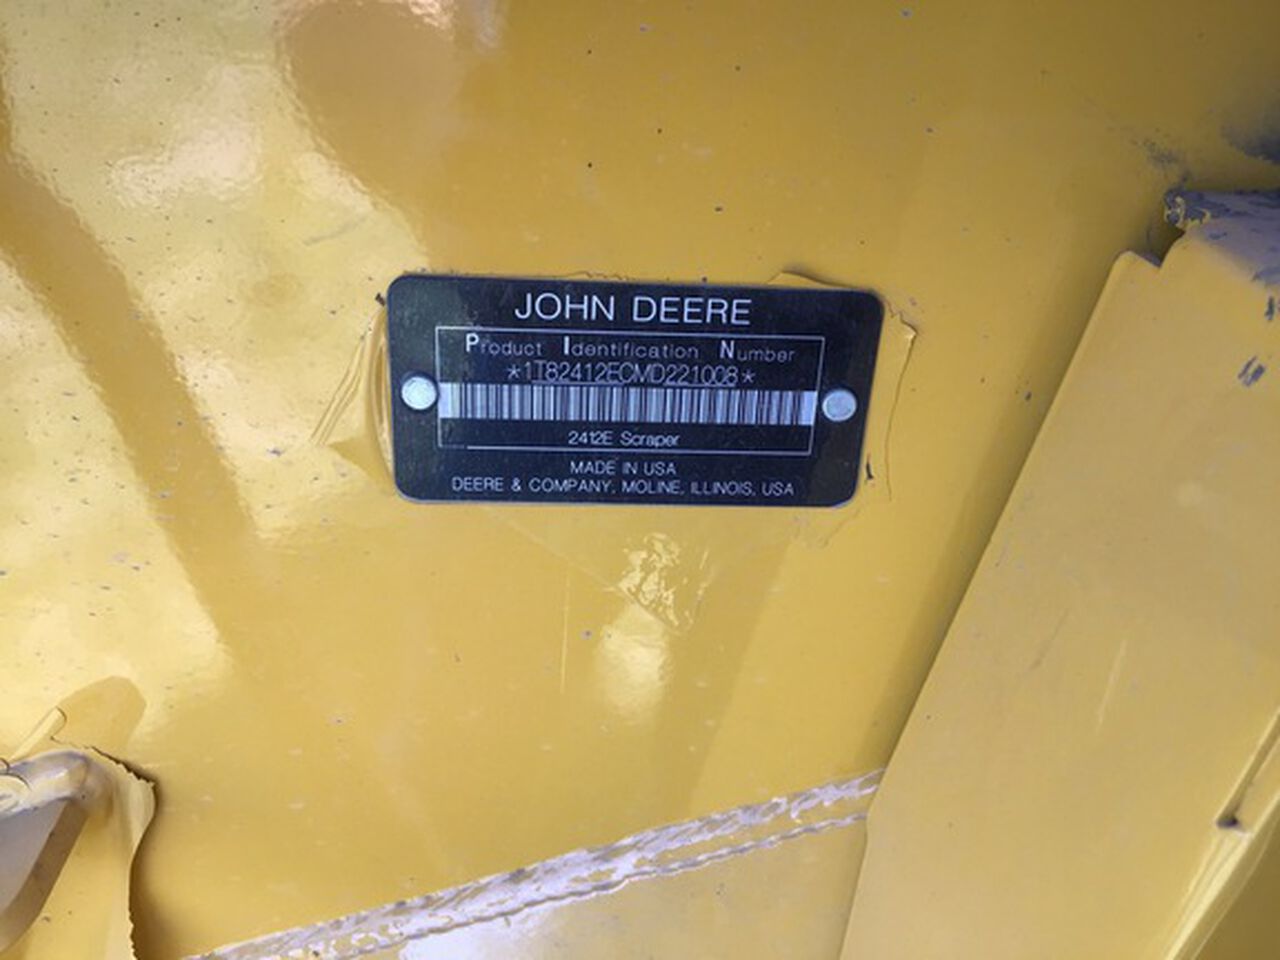 JOHN DEERE
Product Identification Number
*1T82412ECMD221008*
2412E Scraper
MADE IN USA
DEERE & COMPANY, MOLINE, ILLINOIS, USA